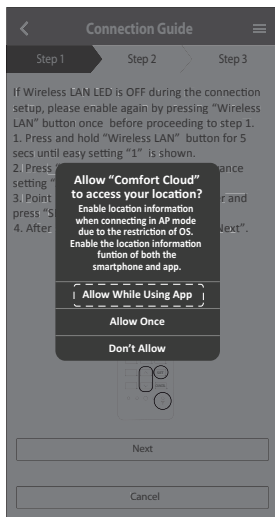 Connection Guide
Step 1
Step 2
Step 3
If Wireless LAN LED is OFF during the connection
setup, please enable again by pressing "Wireless
LAN" button once before proceeding to step 1.
1. Press and hold "Wireless LAN" button for 5
secs until easy setting "1" is shown.
2. Press
setting "
3. Point
and
press "S
4. After
Next".
Allow "Comfort Cloud"
to access your location?
Enable location information
when connecting in AP mode
due to the restriction of OS.
Enable the location information
funtion of both the
smartphone and app.
Allow While Using App
Allow Once
Don't Allow
Next
Cancel